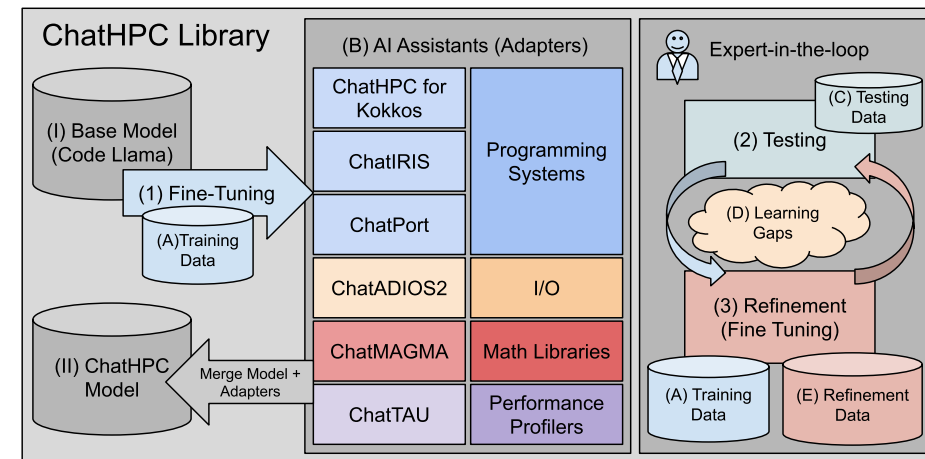 ChatHPC Library
(I) Base Model
(Code Llama)
(1) Fine-Tuning
(A)Training
Data
(II) ChatHPC
Model
Merge Model +
Adapters
(B) AI Assistants (Adapters)
ChatHPC for
Kokkos
ChatIRIS
ChatPort
Programming
Systems
ChatADIOS2
I/O
ChatMAGMA
Math Libraries
ChatTAU
Performance
Profilers
Expert-in-the-loop
(C) Testing
Data
(2) Testing
(D) Learning
Gaps
(3) Refinement
(Fine Tuning)
(A) Training
Data
(E) Refinement
Data